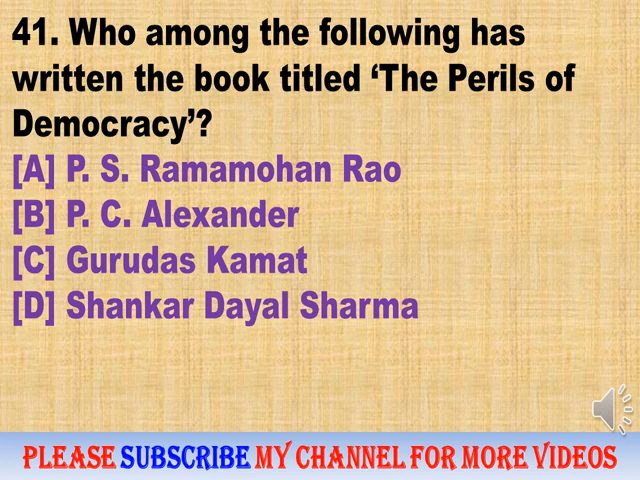 41. Who among the following has
written the book titled ‘The Perils of
Democracy’?
[A] P. S. Ramamohan Rao
[B] P. C. Alexander
[C] Gurudas Kamat
[D] Shankar Dayal Sharma
PLEASE SUBSCRIBE MY CHANNEL FOR MORE VIDEOS